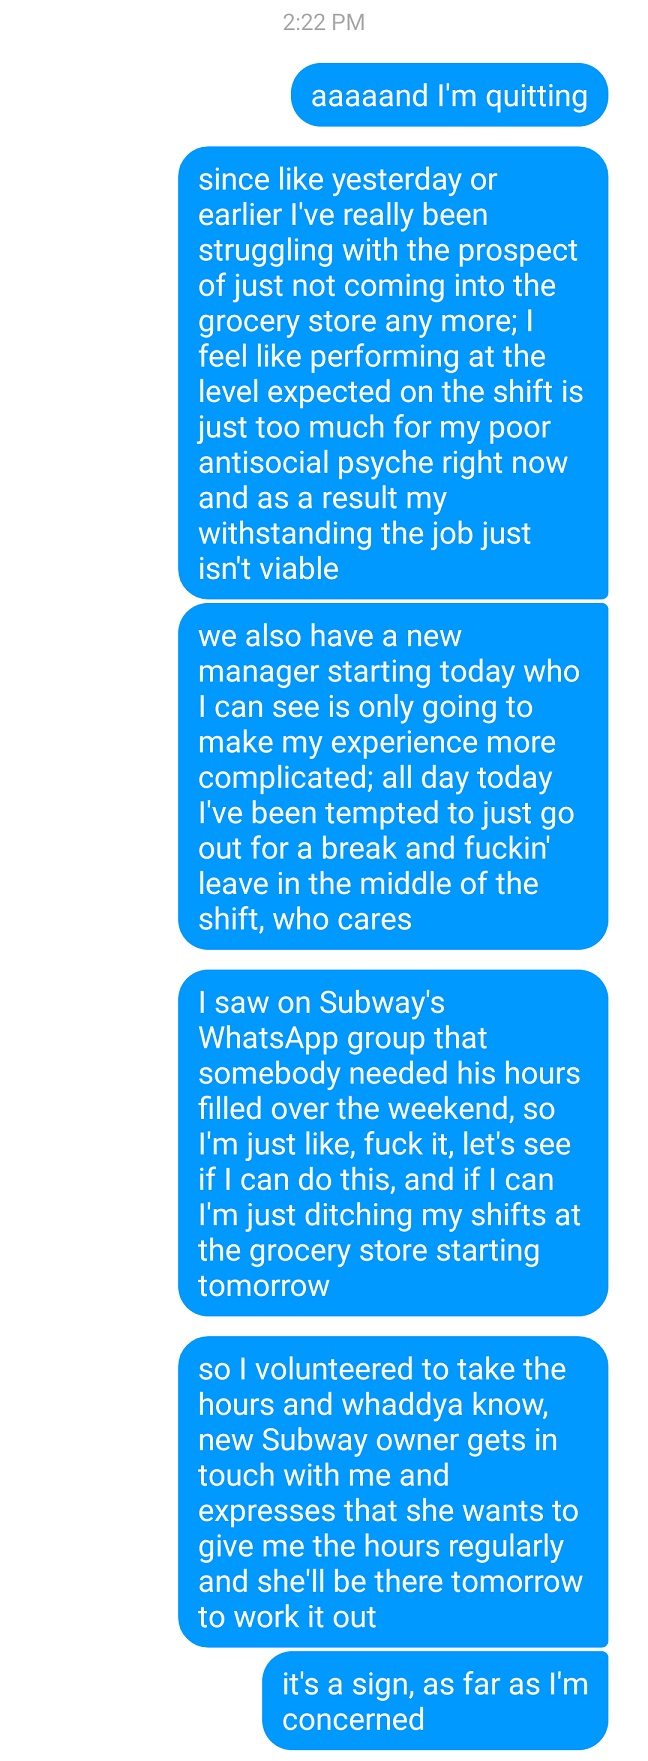 2:22 PM
aaaaand I'm quitting
since like yesterday or
earlier I've really been
struggling with the prospect
of just not coming into the
grocery store any more; I
feel like performing at the
level expected on the shift is
just too much for my poor
antisocial psyche right now
and as a result my
withstanding the job just
isn't viable
we also have a new
manager starting today who
I can see is only going to
make my experience more
complicated; all day today
I've been tempted to just go
out for a break and fuckin'
leave in the middle of the
shift, who cares
I saw on Subway's
WhatsApp group that
somebody needed his hours
filled over the weekend, so
I'm just like, fuck it, let's see
if I can do this, and if I can
I'm just ditching my shifts at
the grocery store starting
tomorrow
so I volunteered to take the
hours and whaddya know,
new Subway owner gets in
touch with me and
expresses that she wants to
give me the hours regularly
and she'll be there tomorrow
to work it out
it's a sign, as far as I'm
concerned